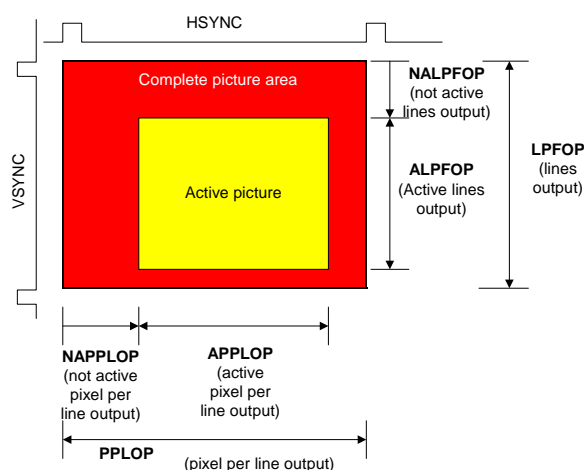 HSYNC
VSYNC
Complete picture area
Active picture
NALPFOP
(not active
lines output)
ALPFOP
(Active lines
output)
LPFOP
(lines
output)
NAPPLOP
(not active
pixel per
line output)
APPLOP
(active
pixel per
line output)
PPLOP
(pixel per line output)